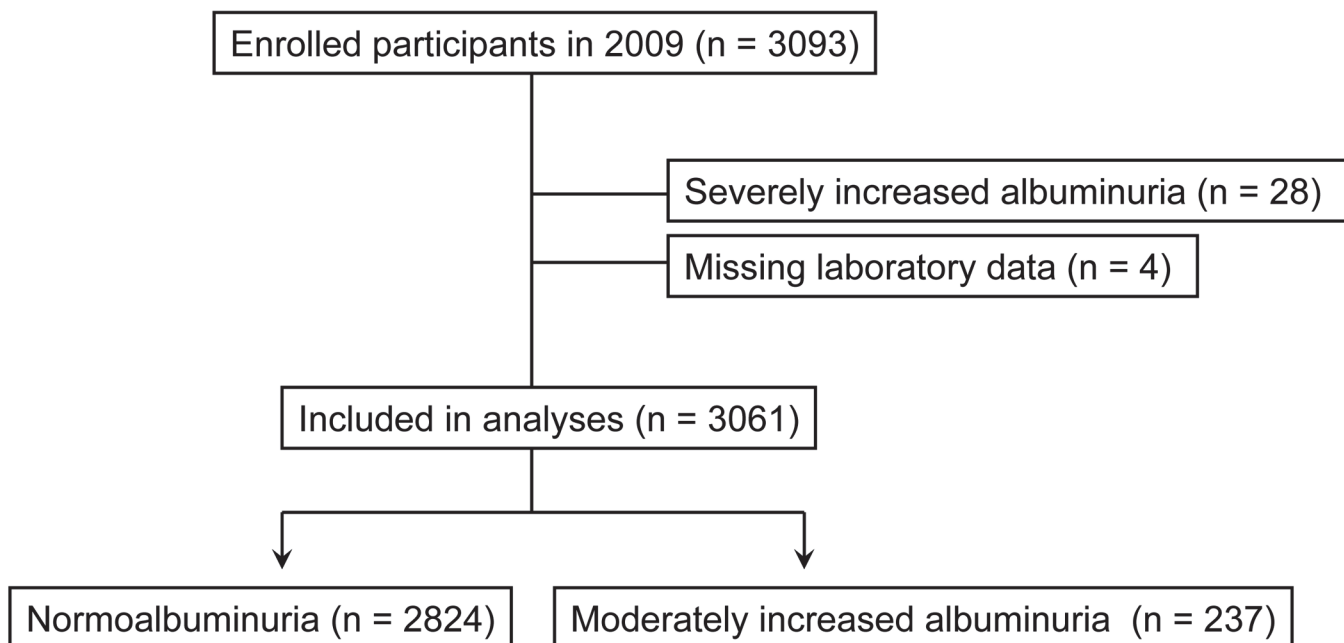 Enrolled participants in 2009 (n = 3093)
Severely increased albuminuria (n = 28)
Missing laboratory data (n = 4)
Included in analyses (n = 3061)
Normoalbuminuria (n = 2824)
Moderately increased albuminuria  (n = 237)